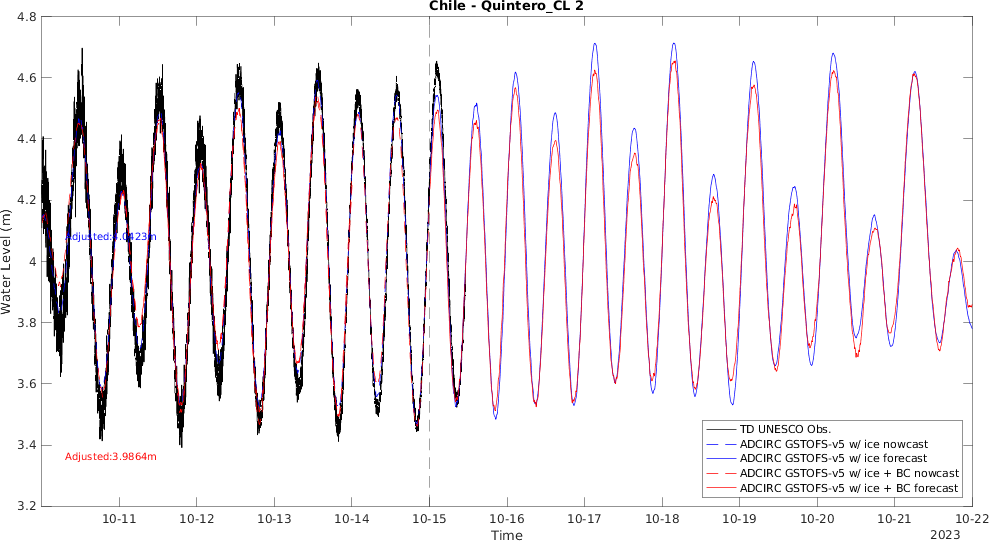 Chile - Quintero_CL 2
4.8
4.6
4.4
4.2
4
3.8
3.6
3.4
3.2
Water Level (m)
Adjusted:4.0423m
Adjusted:3.9864m
TD UNESCO Obs.
ADCIRC GSTOFS-v5 w/ ice nowcast
ADCIRC GSTOFS-v5 w/ ice forecast
ADCIRC GSTOFS-v5 w/ ice + BC nowcast
ADCIRC GSTOFS-v5 w/ ice + BC forecast
10-11 10-12 10-13 10-14 10-15 10-16 10-17 10-18 10-19 10-20 10-21 10-22
Time
2023